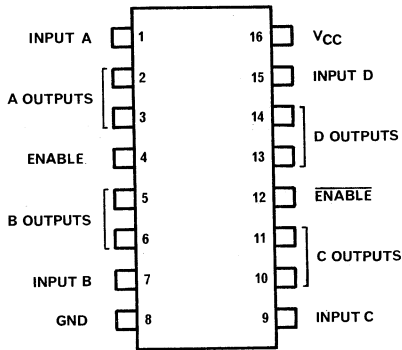 INPUT A 1 16 VCC
2 15 INPUT D
A OUTPUTS
3 14
D OUTPUTS
ENABLE 4 13
5 12 ENABLE
B OUTPUTS
6 11
C OUTPUTS
INPUT B 7 10
GND 8 9 INPUT C